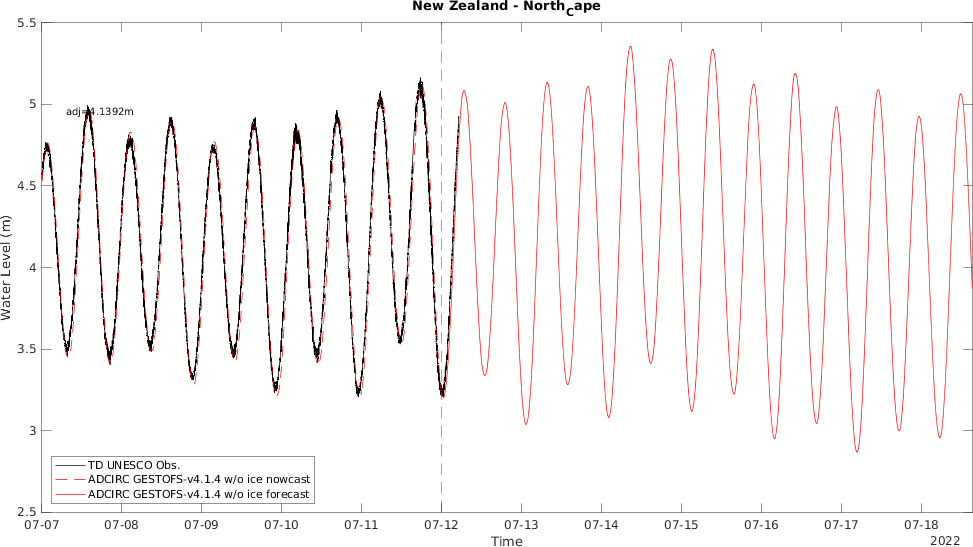 New Zealand - NorthCape
5.5
5
4.5
4
3.5
3
2.5
Water Level (m)
adj=4.1392m
TD UNESCO Obs.
ADCIRC GESTOFS-v4.1.4 w/o ice nowcast
ADCIRC GESTOFS-v4.1.4 w/o ice forecast
07-07 07-08 07-09 07-10 07-11 07-12 07-13 07-14 07-15 07-16 07-17 07-18
Time
2022